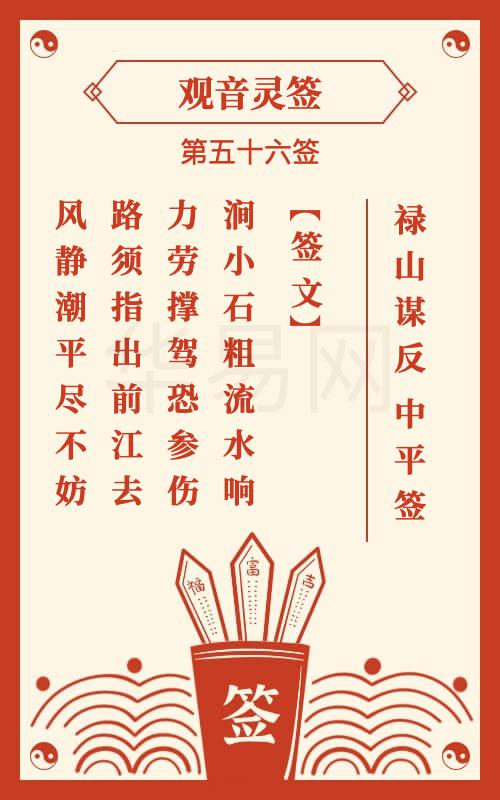 观音灵签
第五十六签
禄山谋反 中平签
【签文】
涧小石粗流水响
力劳撑驾恐参伤
路须指出前江去
风静潮平尽不妨
福
富
吉
签
华易网